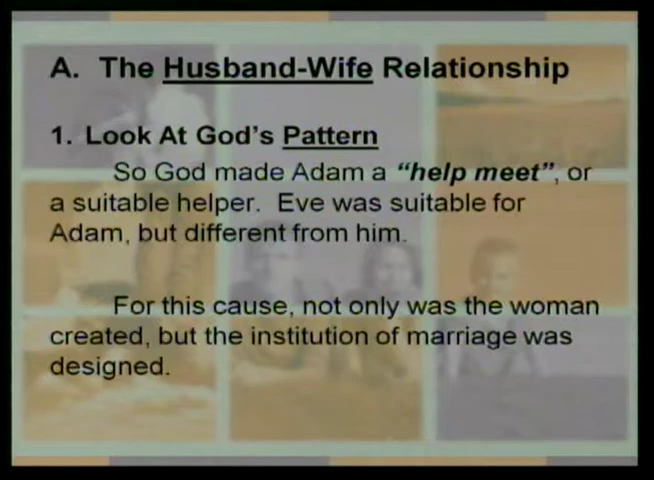 A. The Husband-Wife Relationship
1. Look At God's Pattern
So God made Adam a "help meet", or
a suitable helper. Eve was suitable for
Adam, but different from him.
For this cause, not only was the woman
created, but the institution of marriage was
designed.